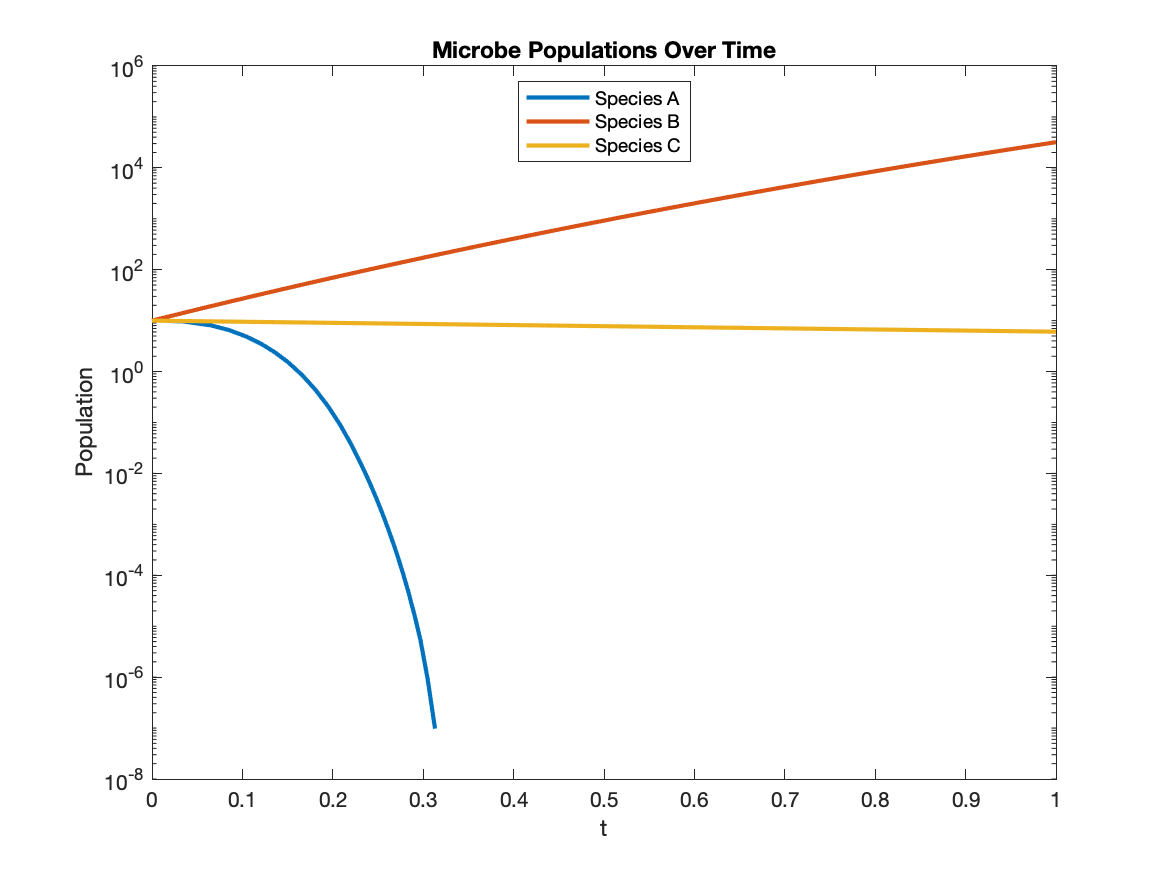 Microbe Populations Over Time
Species A
Species B
Species C
Population
10^6
10^4
10^2
10^0
10^-2
10^-4
10^-6
10^-8
0 0.1 0.2 0.3 0.4 0.5 0.6 0.7 0.8 0.9 1
t